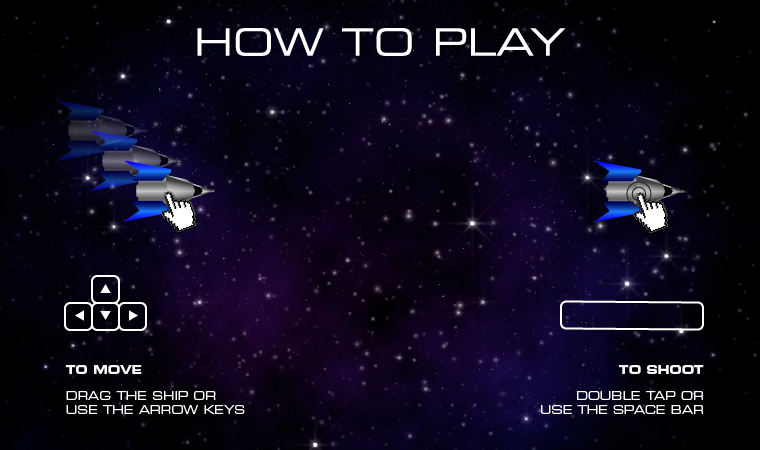 HOW TO PLAY
TO MOVE
DRAG THE SHIP OR
USE THE ARROW KEYS
TO SHOOT
DOUBLE TAP OR
USE THE SPACE BAR